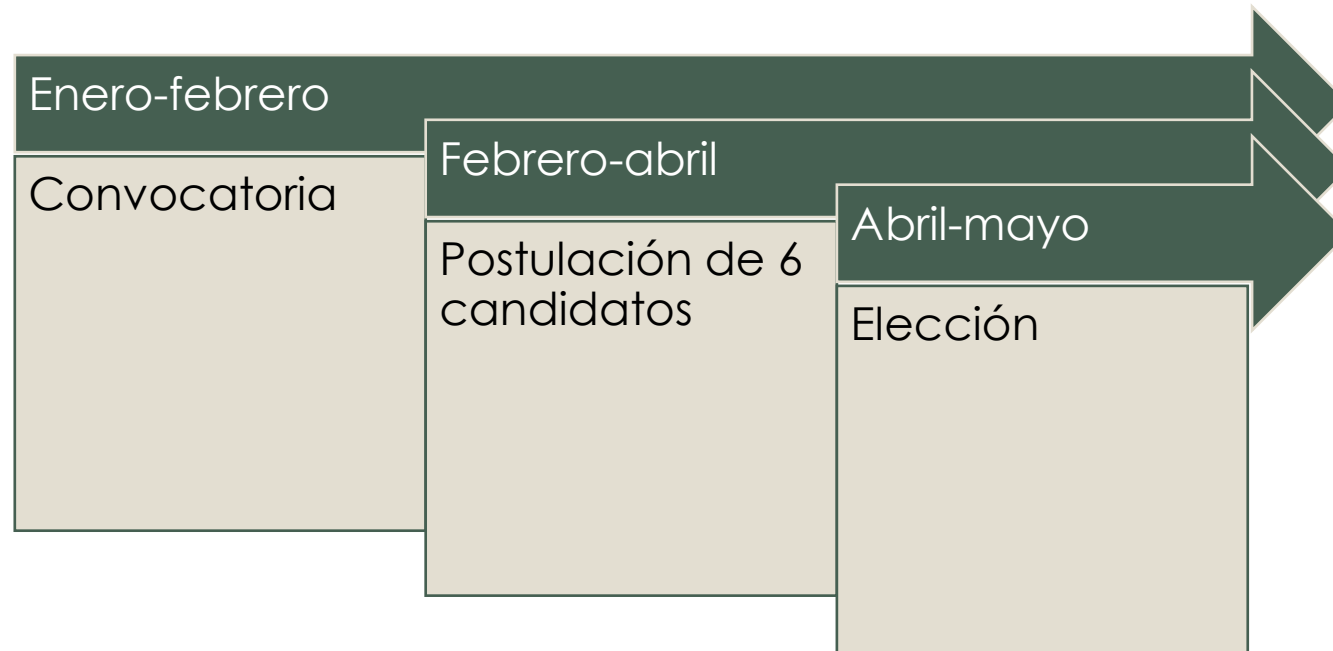 Enero-febrero
Convocatoria
Febrero-abril
Postulación de 6
candidatos
Abril-mayo
Elección